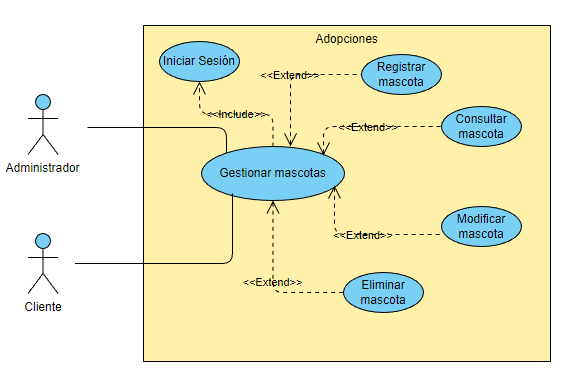 Adopciones
Iniciar Sesión
<<Extend>>
Registrar
mascota
<<Include>>
Consultar
mascota
<<Extend>>
Administrador
Gestionar mascotas
Modificar
mascota
<<Extend>>
<<Extend>>
Eliminar
mascota
Cliente